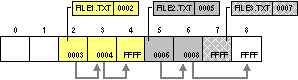 FILE1.TXT 0002 FILE2.TXT 0005 FILE3.TXT 0007
0 1 2 3 4 5 6 7 8
0003 0004 FFFF 0006 0008 FFFF FFFF